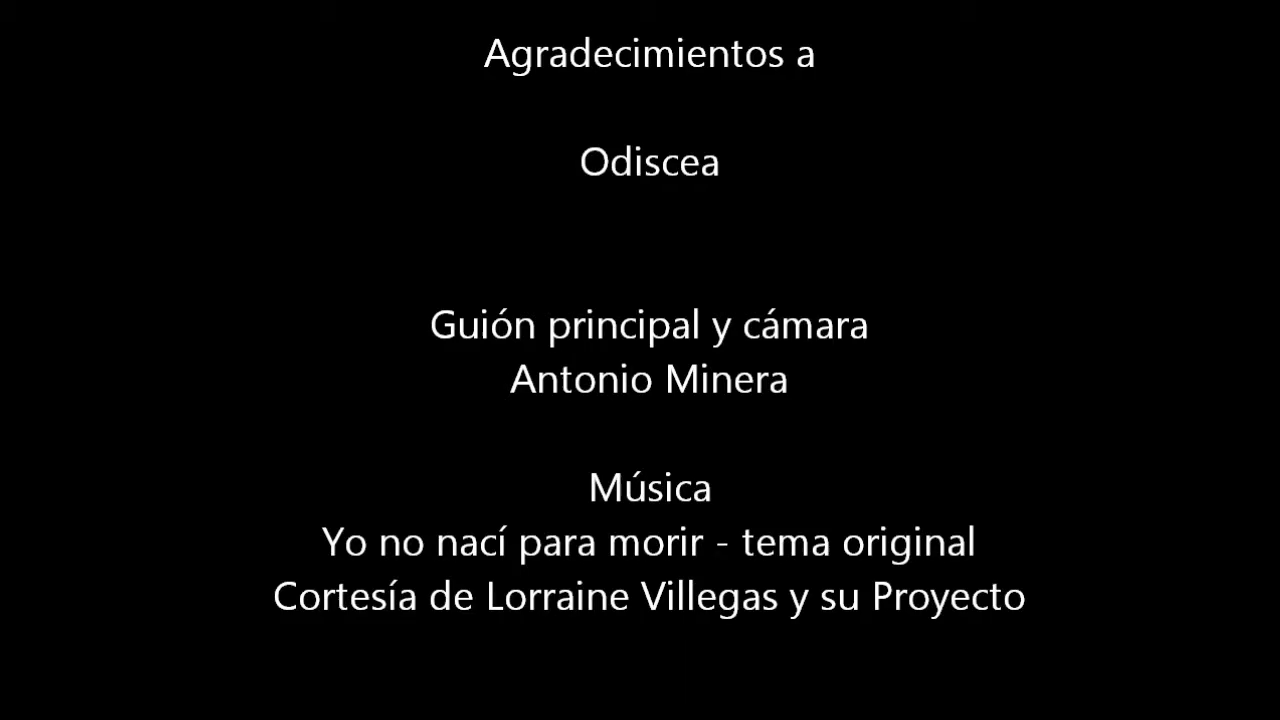 Agradecimientos a
Odiscea
Guión principal y cámara
Antonio Minera
Música
Yo no nací para morir - tema original
Cortesía de Lorraine Villegas y su Proyecto